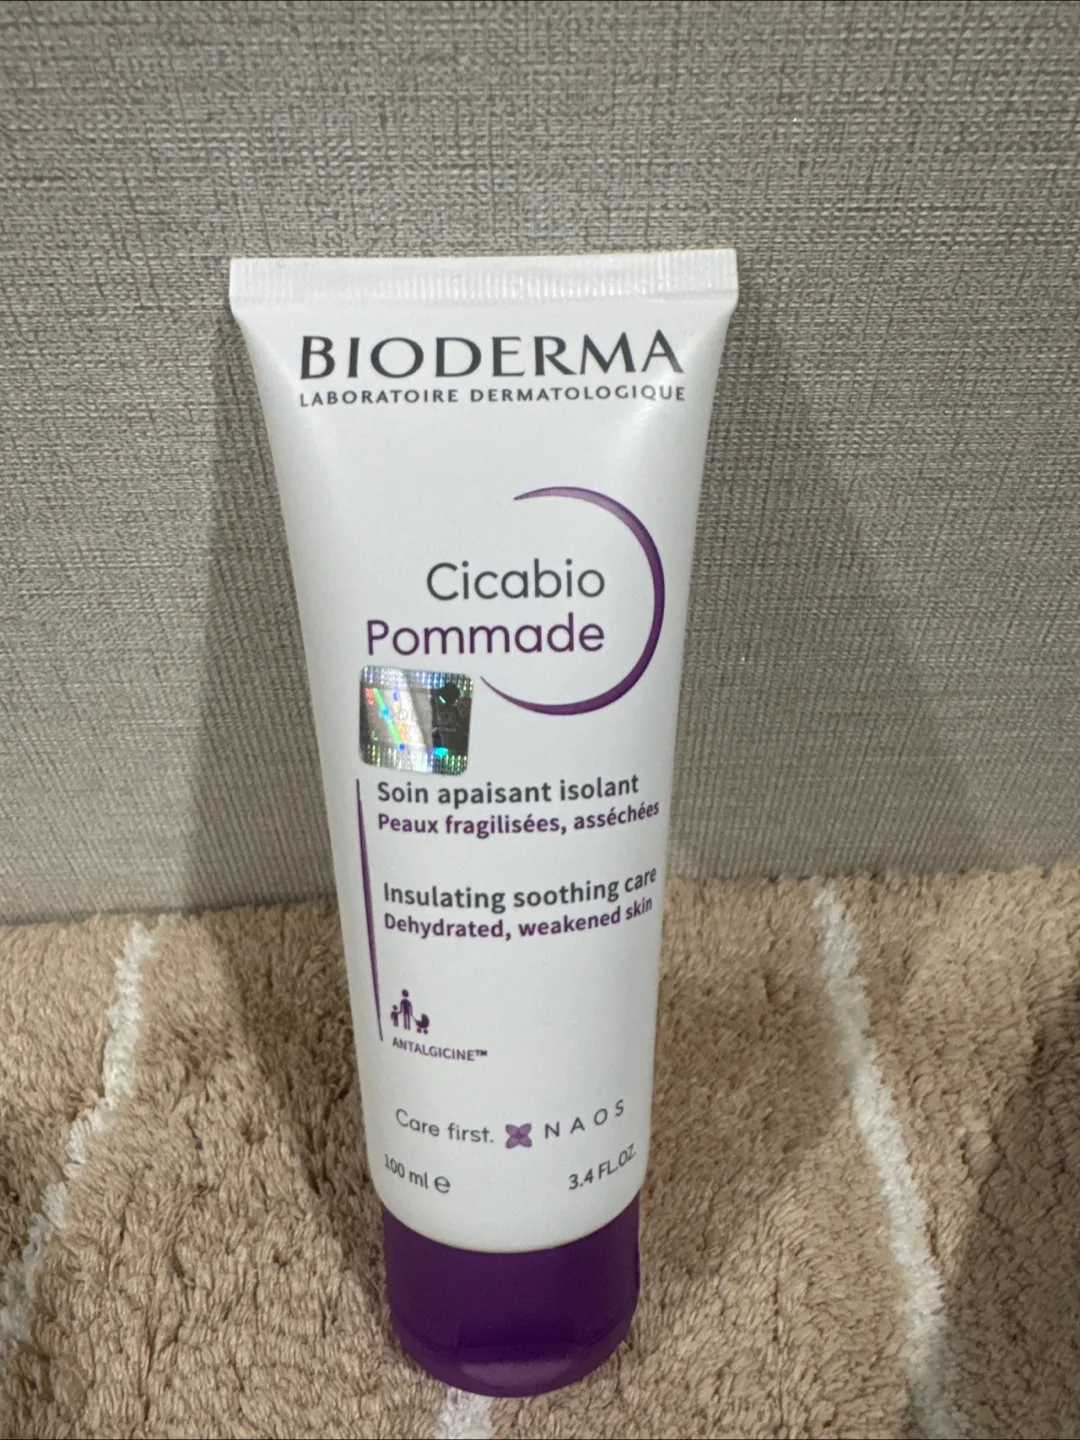 BIODERMA
LABORATOIRE DERMATOLOGIQUE
Cicabio
Pommade
Soin apaisant isolant
Peaux fragilisées, asséchées
Insulating soothing care
Dehydrated, weakened skin
ANTALGICINE™
Care first. NAOS
100 ml ℮ 3.4 FL.OZ.